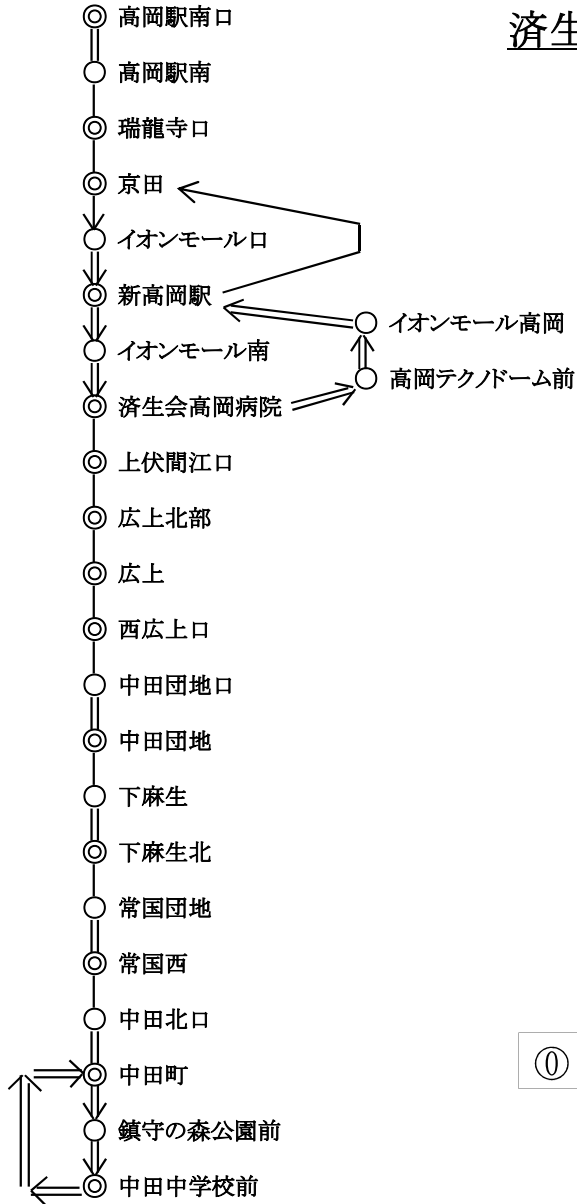 高岡駅南口
済生
高岡駅南
瑞龍寺口
京田
イオンモール口
新高岡駅
イオンモール高岡
イオンモール南
高岡テクノドーム前
済生会高岡病院
上伏間江口
広上北部
広上
西広上口
中田団地口
中田団地
下麻生
下麻生北
常国団地
常国西
中田北口
⓪
中田町
鎮守の森公園前
中田中学校前